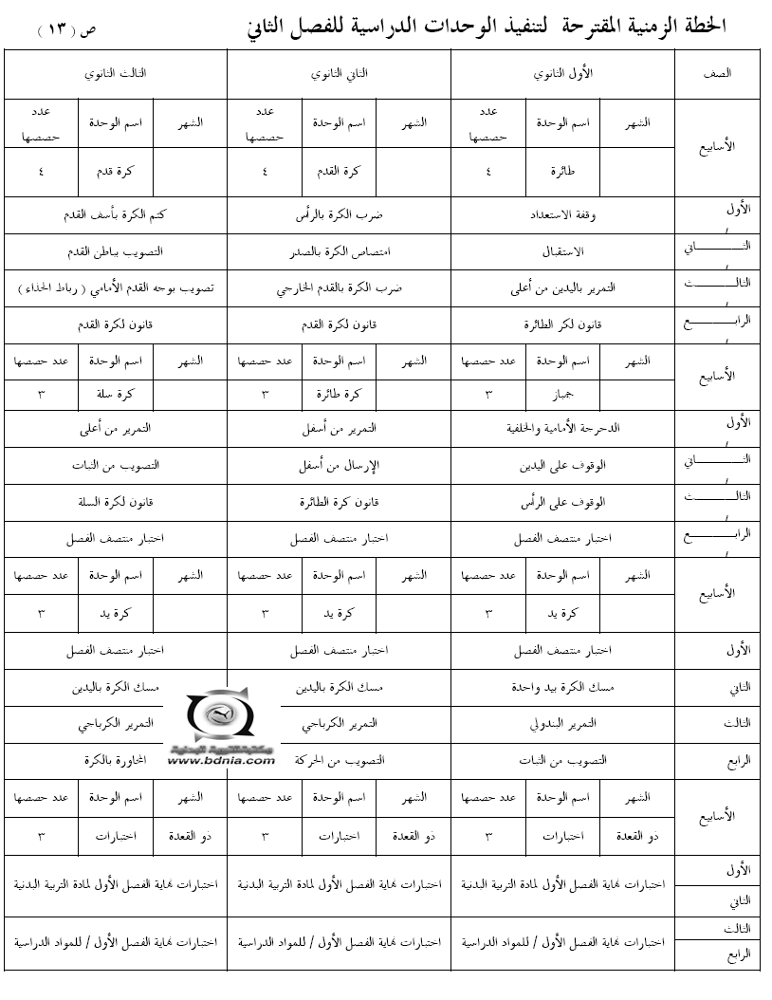 الخطة الزمنية المقترحة لتنفيذ الوحدات الدراسية للفصل الثاني ص ( ١٣ )
الصف الأول الثانوي الثاني الثانوي الثالث الثانوي
الأسابيع الشهر اسم الوحدة عدد حصصها الشهر اسم الوحدة عدد حصصها الشهر اسم الوحدة عدد حصصها
طائرة ٤ كرة القدم ٤ كرة قدم ٤
الأول / وقفة الاستعداد ضرب الكرة بالرأس كتم الكرة بأسف القدم
الثـــــــــاني / الاستقبال امتصاص الكرة بالصدر التصويب بباطن القدم
الثالـــــــــث / التمرير باليدين من أعلى ضرب الكرة بالقدم الخارجي تصويب بوجه القدم الأمامي ( رباط الحذاء )
الرابـــــــــع / قانون لكر الطائرة قانون لكرة القدم قانون لكرة القدم
الأسابيع الشهر اسم الوحدة عدد حصصها الشهر اسم الوحدة عدد حصصها الشهر اسم الوحدة عدد حصصها
جمباز ٣ كرة طائرة ٣ كرة سلة ٣
الأول / الدحرجة الأمامية والخلفية التمرير من أسفل التمرير من أعلى
الثـــــــــاني / الوقوف على اليدين الإرسال من أسفل التصويب من الثبات
الثالـــــــــث / الوقوف على الرأس قانون كرة الطائرة قانون لكرة السلة
الرابـــــــــع / اختبار منتصف الفصل اختبار منتصف الفصل اختبار منتصف الفصل
الأسابيع الشهر اسم الوحدة عدد حصصها الشهر اسم الوحدة عدد حصصها الشهر اسم الوحدة عدد حصصها
كرة يد ٣ كرة يد ٣ كرة يد ٣
الأول اختبار منتصف الفصل اختبار منتصف الفصل اختبار منتصف الفصل
الثاني مسك الكرة بيد واحدة مسك الكرة باليدين مسك الكرة باليدين
الثالث التمرير البندولي التمرير الكرباجي التمرير الكرباجي
الرابع التصويب من الثبات التصويب من الحركة المحاورة بالكرة
مكتبة التربية البدنية
www.bdnia.com
الأسابيع الشهر اسم الوحدة عدد حصصها الشهر اسم الوحدة عدد حصصها الشهر اسم الوحدة عدد حصصها
ذو القعدة اختبارات ٣ ذو القعدة اختبارات ٣ ذو القعدة اختبارات ٣
الأول
اختبارات نهاية الفصل الأول لمادة التربية البدنية اختبارات نهاية الفصل الأول لمادة التربية البدنية اختبارات نهاية الفصل الأول لمادة التربية البدنية
الثاني
الثالث
اختبارات نهاية الفصل الأول / للمواد الدراسية اختبارات نهاية الفصل الأول / للمواد الدراسية اختبارات نهاية الفصل الأول / للمواد الدراسية
الرابع